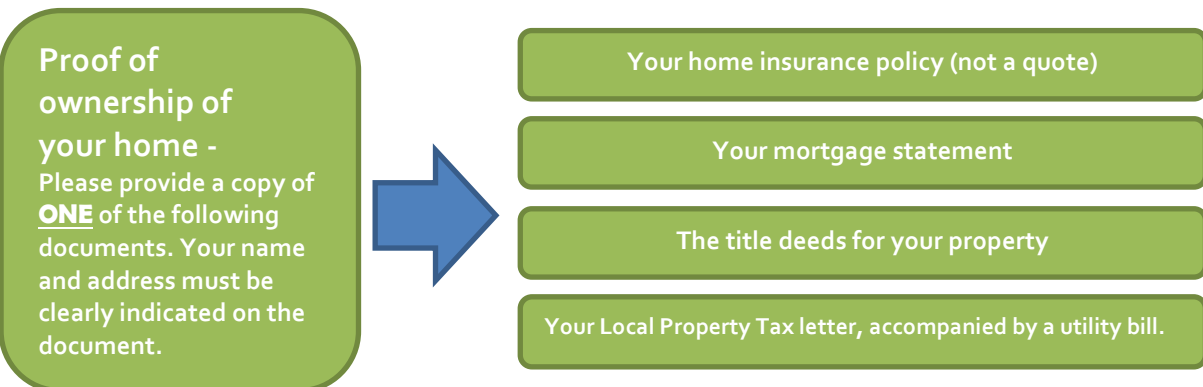 Proof of
ownership of
your home -
Please provide a copy of
ONE of the following
documents. Your name
and address must be
clearly indicated on the
document.
Your home insurance policy (not a quote)
Your mortgage statement
The title deeds for your property
Your Local Property Tax letter, accompanied by a utility bill.